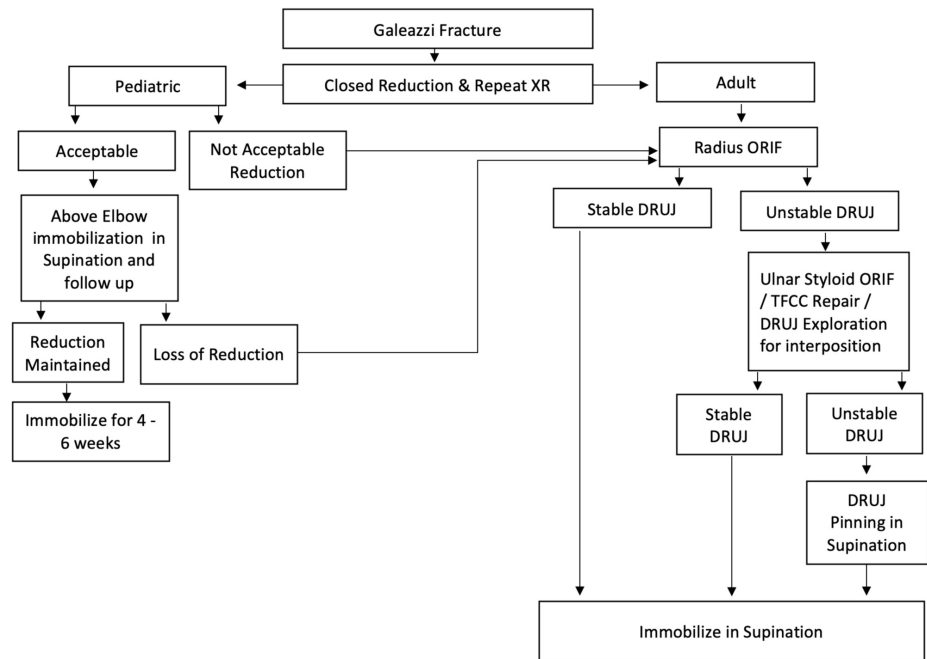 Galeazzi Fracture
Pediatric
Closed Reduction & Repeat XR
Adult
Acceptable
Not Acceptable
Reduction
Radius ORIF
Above Elbow
immobilization in
Supination and
follow up
Stable DRUJ
Unstable DRUJ
Ulnar Styloid ORIF
/ TFCC Repair /
DRUJ Exploration
for interposition
Reduction
Maintained
Loss of Reduction
Immobilize for 4 -
6 weeks
Stable
DRUJ
Unstable
DRUJ
DRUJ
Pinning in
Supination
Immobilize in Supination